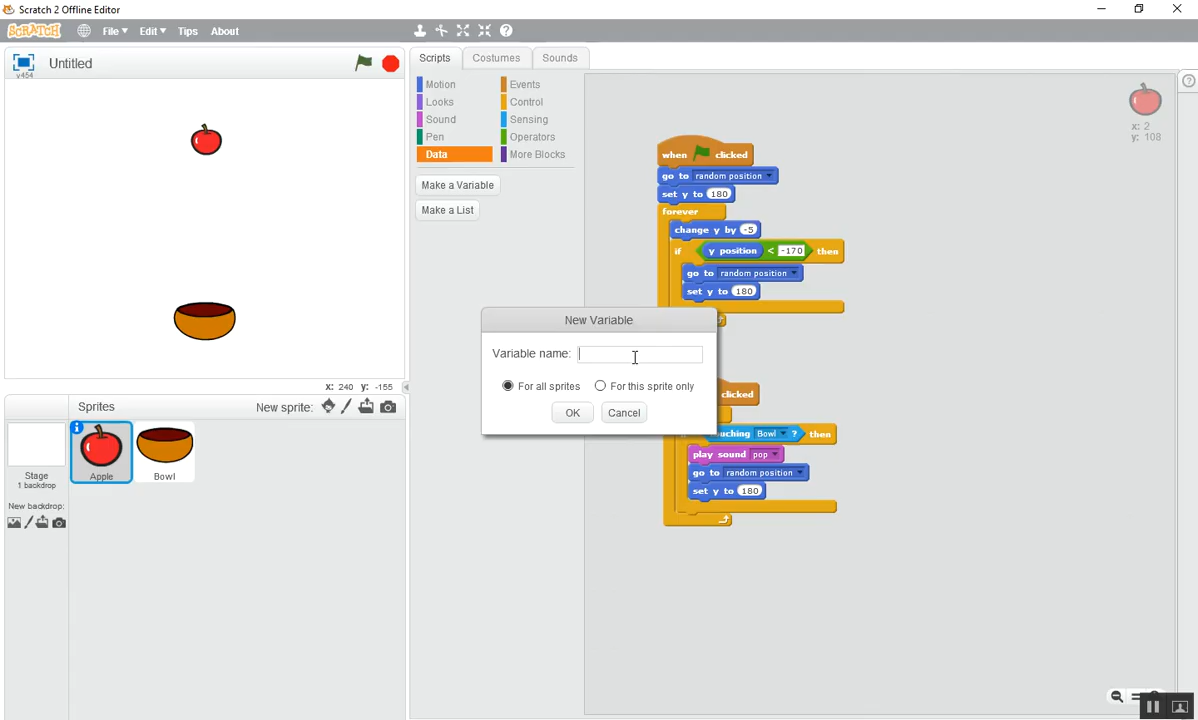 Scratch 2 Offline Editor
SCRATCH File Edit Tips About
v454
Untitled
x: 240 y: -155
Sprites New sprite:
Stage
1 backdrop
New backdrop:
Apple
Bowl
Scripts Costumes Sounds
Motion Events
Looks Control
Sound Sensing
Pen Operators
Data More Blocks
Make a Variable
Make a List
x: 2
y: 108
when clicked
go to random position
set y to 180
forever
change y by -5
if y position < -170 then
go to random position
set y to 180
New Variable
Variable name:
For all sprites For this sprite only
OK Cancel
clicked
Bowl ? then
play sound pop
go to random position
set y to 180